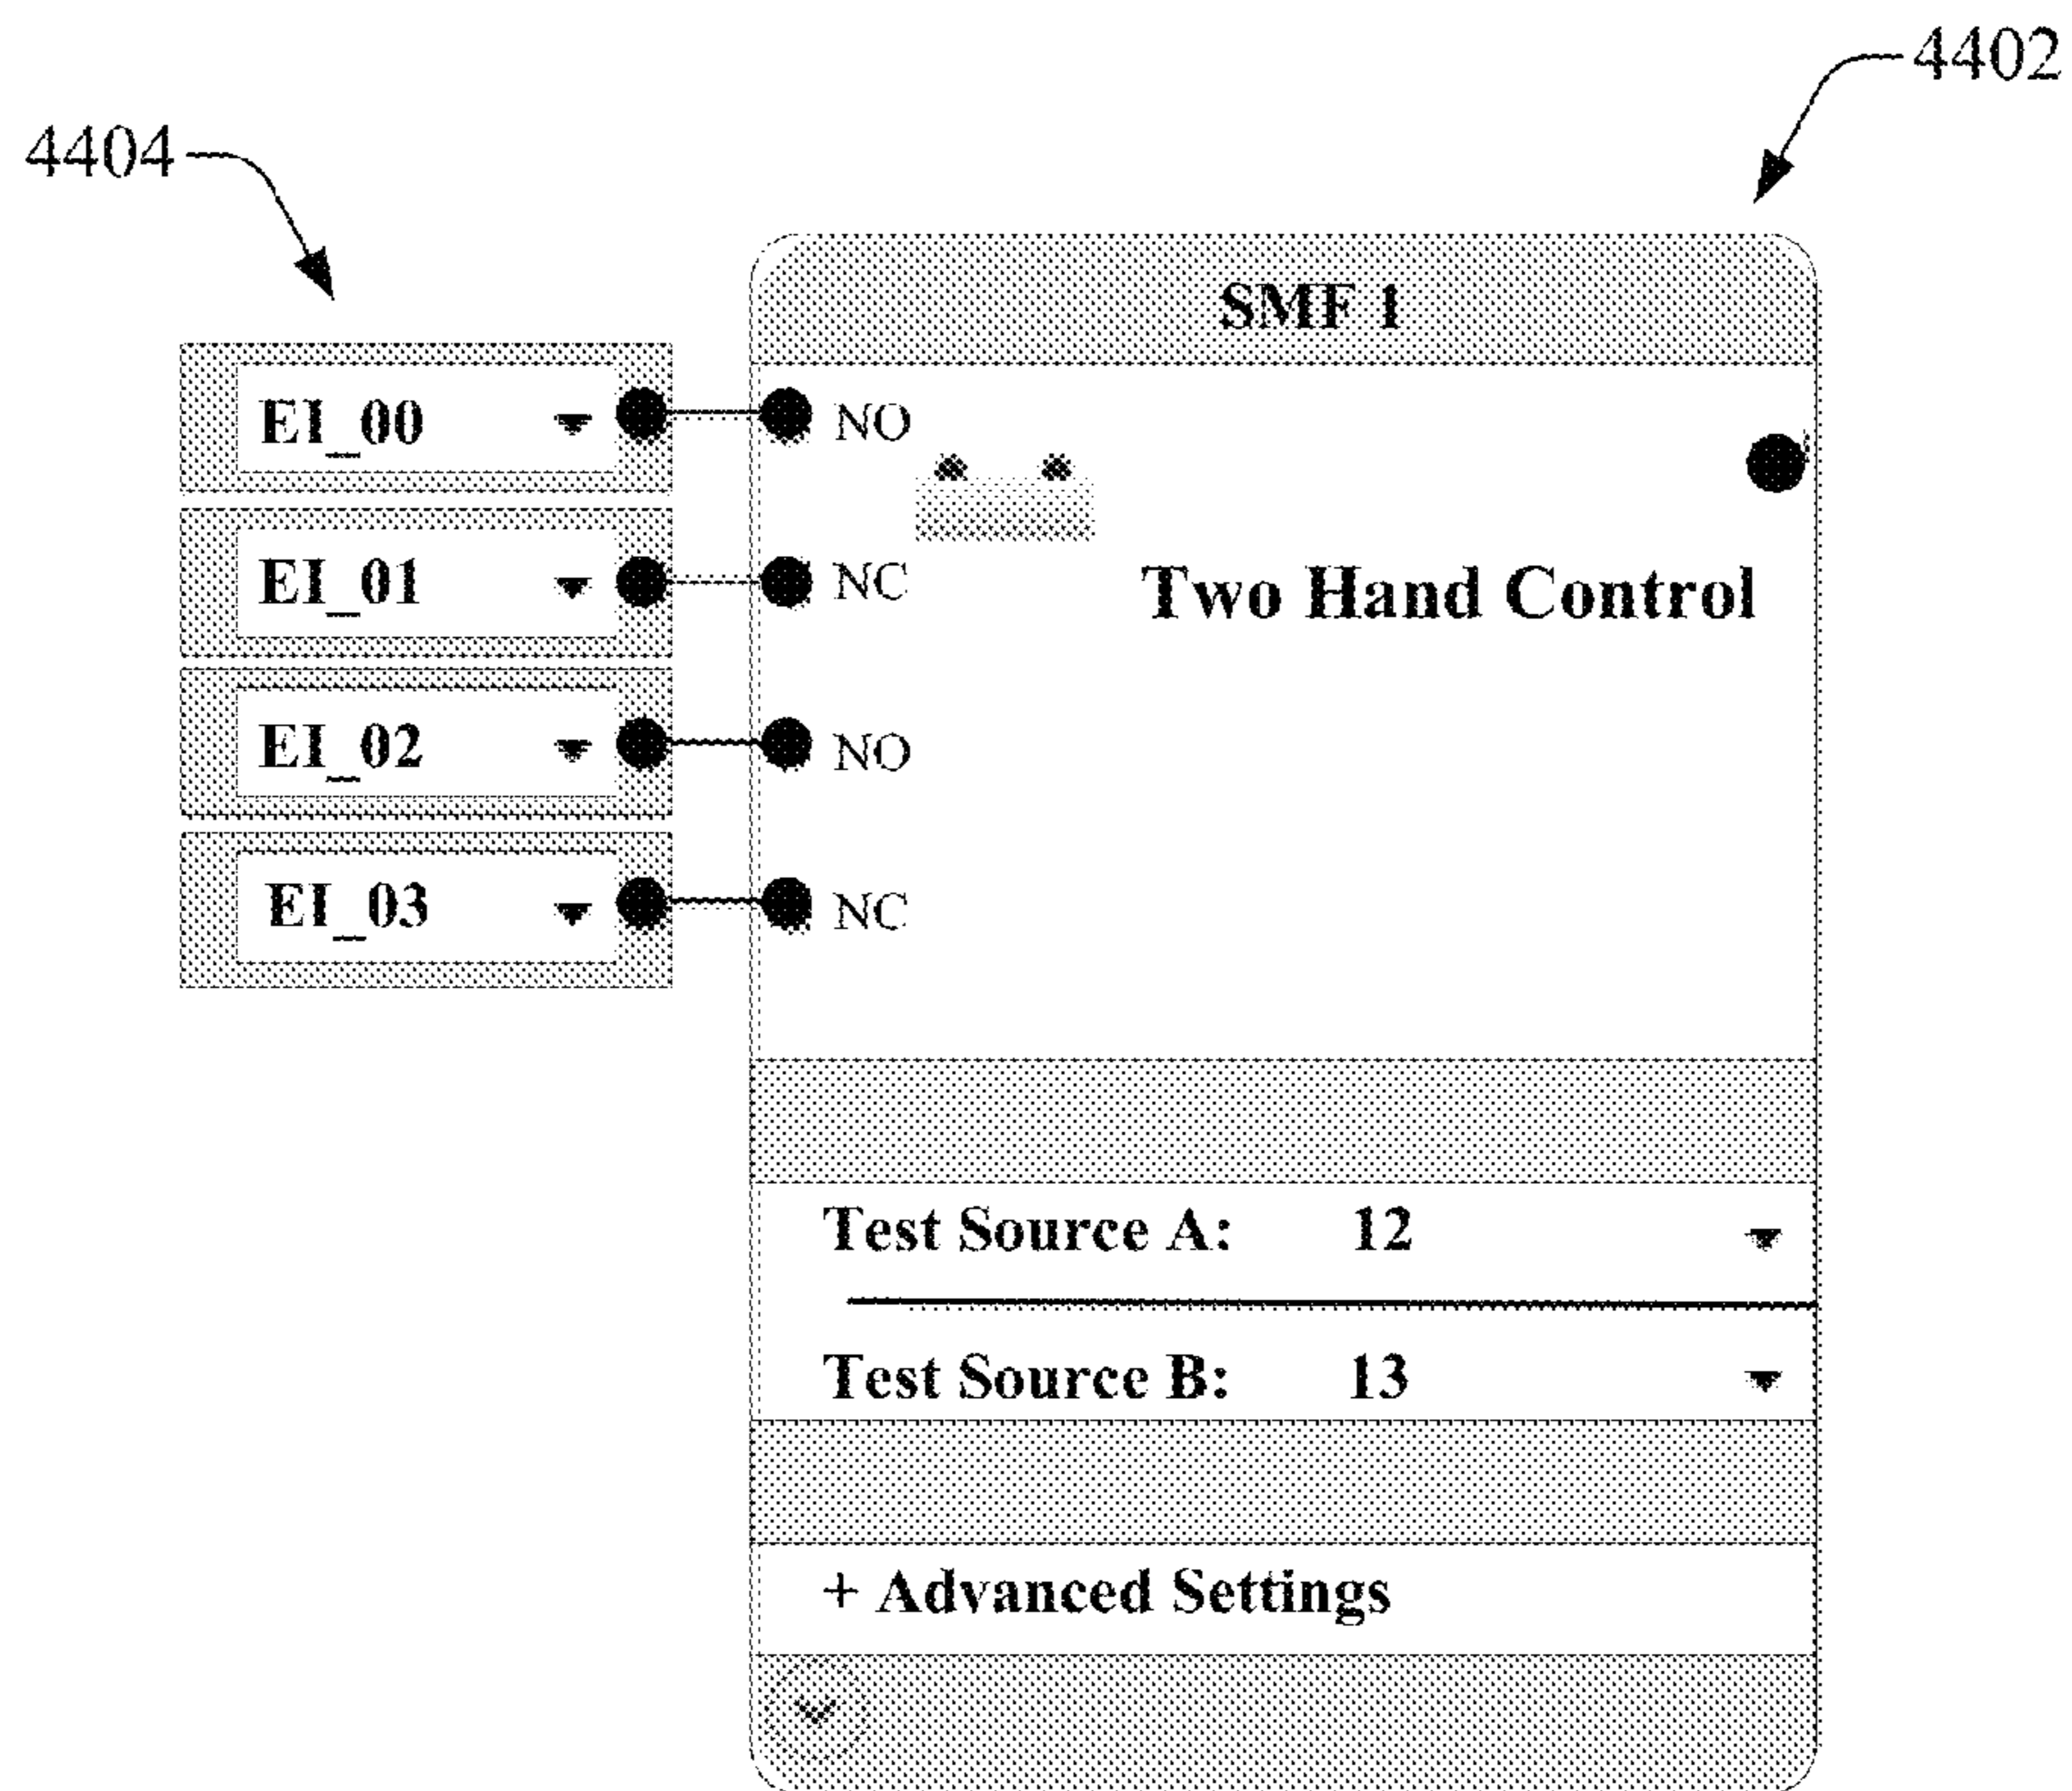 4402
4404
SMF 1
EI_00 NO
EI_01 NC
Two Hand Control
EI_02 NO
EI_03 NC
Test Source A: 12
Test Source B: 13
+ Advanced Settings